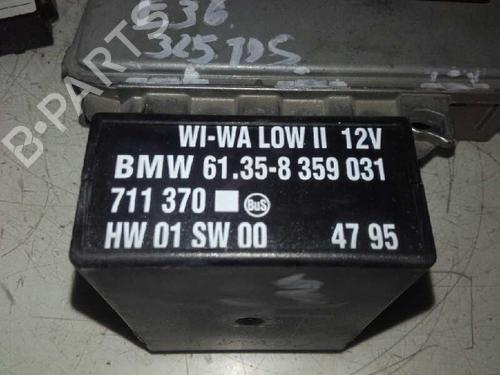 E36
325 TDS
WI-WA LOW II 12V
BMW 61.35-8 359 031
711 370 BuS
HW 01 SW 00 47 95